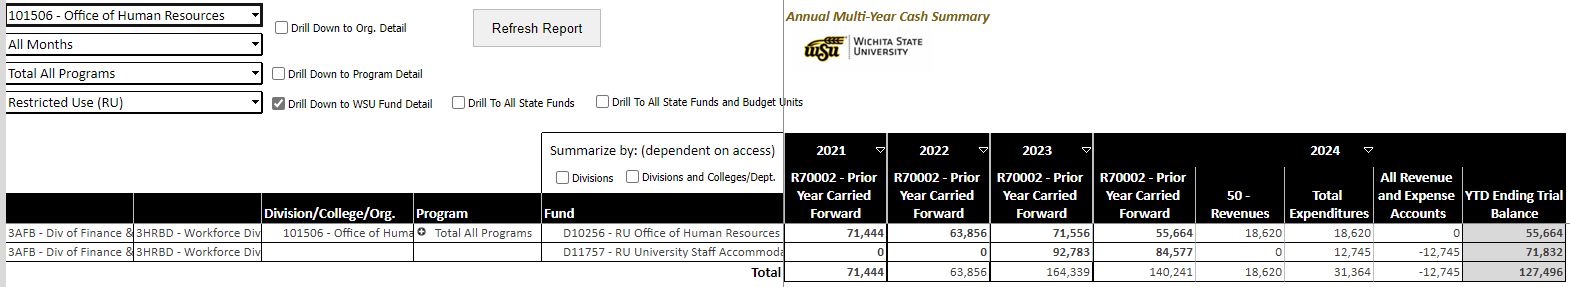 101506 - Office of Human Resources
All Months
Total All Programs
Restricted Use (RU)
Drill Down to Org. Detail
Drill Down to Program Detail
Drill Down to WSU Fund Detail
Drill To All State Funds
Drill To All State Funds and Budget Units
Refresh Report
Annual Multi-Year Cash Summary
WSU
WICHITA STATE
UNIVERSITY
Summarize by: (dependent on access)
Divisions
Divisions and Colleges/Dept.
2021 2022 2023 2024
R70002 - Prior Year Carried Forward R70002 - Prior Year Carried Forward R70002 - Prior Year Carried Forward R70002 - Prior Year Carried Forward 50 - Revenues Total Expenditures All Revenue and Expense Accounts YTD Ending Trial Balance
Division/College/Org. Program Fund
3AFB - Div of Finance & 3HRBD - Workforce Div 101506 - Office of Huma Total All Programs D10256 - RU Office of Human Resources 71,444 63,856 71,556 55,664 18,620 18,620 0 55,664
3AFB - Div of Finance & 3HRBD - Workforce Div D11757 - RU University Staff Accommoda 0 0 92,783 84,577 0 12,745 -12,745 71,832
Total 71,444 63,856 164,339 140,241 18,620 31,364 -12,745 127,496